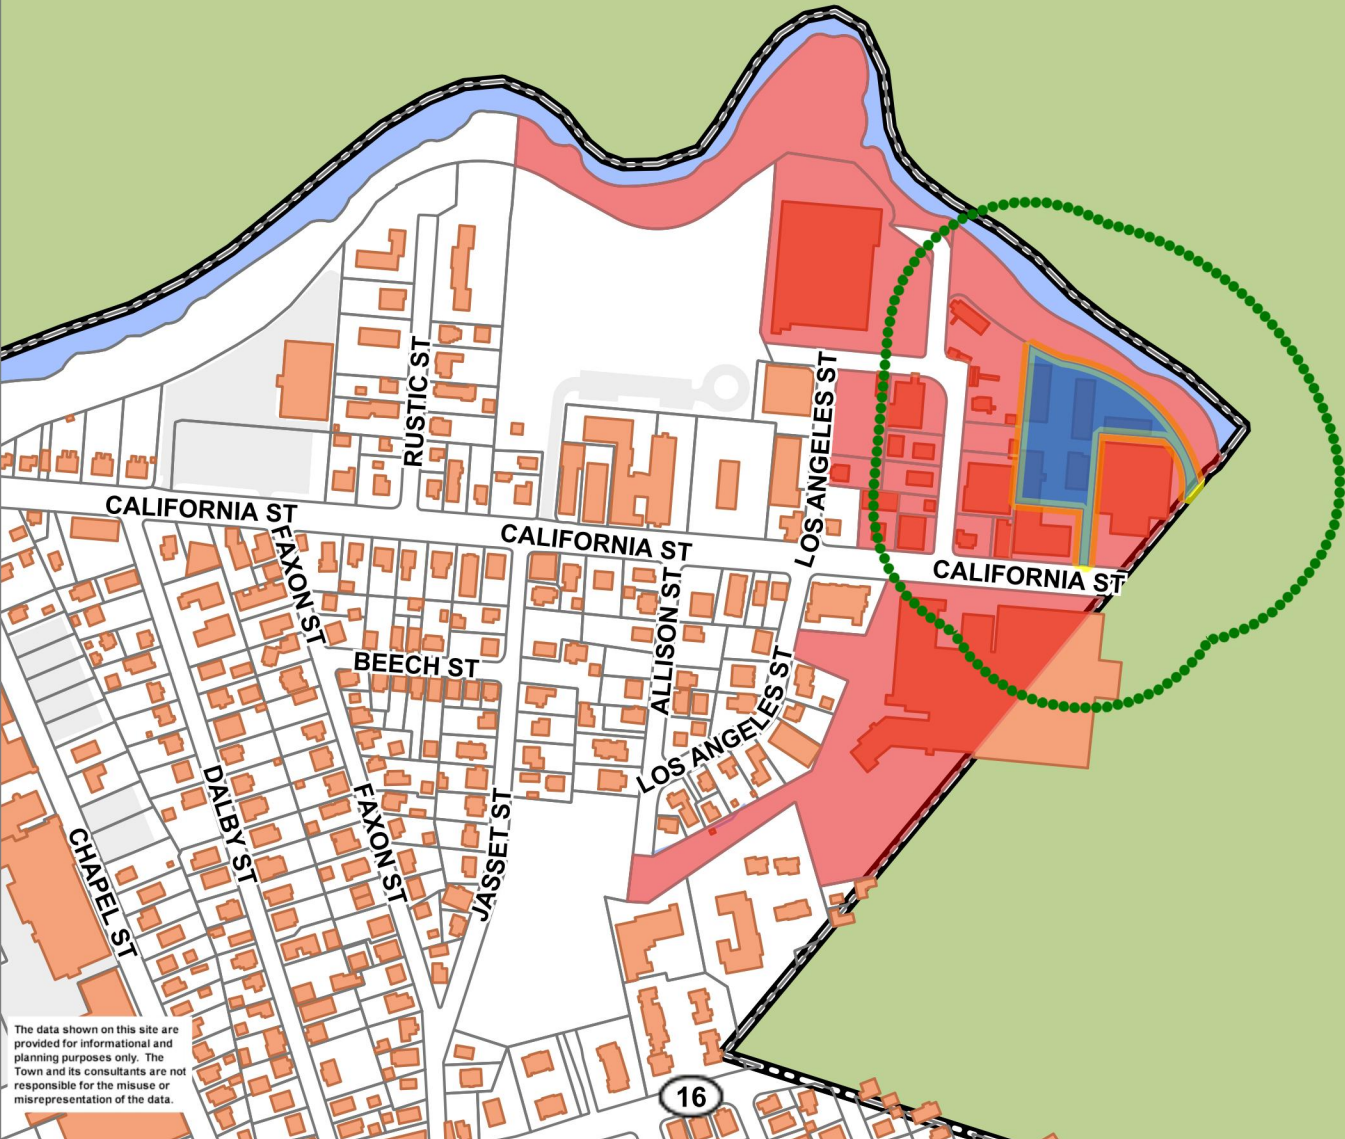 RUSTIC ST
LOS ANGELES ST
CALIFORNIA ST
CALIFORNIA ST
CALIFORNIA ST
FAXON ST
ALLISON ST
BEECH ST
LOS ANGELES ST
DALBY ST
FAXON ST
JASSET ST
CHAPEL ST
The data shown on this site are
provided for informational and
planning purposes only. The
Town and its consultants are not
responsible for the misuse or
misrepresentation of the data.
16